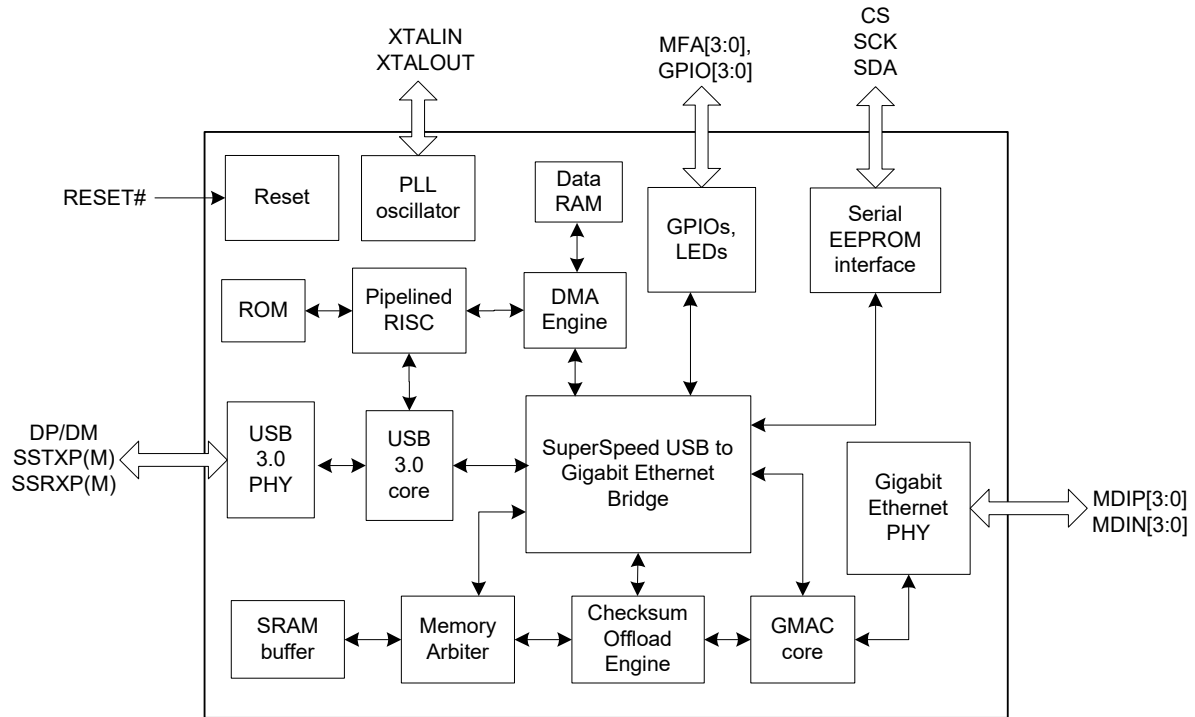 XTALIN
XTALOUT
MFA[3:0],
GPIO[3:0]
CS
SCK
SDA
RESET#
Reset
PLL
oscillator
Data
RAM
GPIOs,
LEDs
Serial
EEPROM
interface
ROM
Pipelined
RISC
DMA
Engine
DP/DM
SSTXP(M)
SSRXP(M)
USB
3.0
PHY
USB
3.0
core
SuperSpeed USB to
Gigabit Ethernet
Bridge
Gigabit
Ethernet
PHY
MDIP[3:0]
MDIN[3:0]
SRAM
buffer
Memory
Arbiter
Checksum
Offload
Engine
GMAC
core